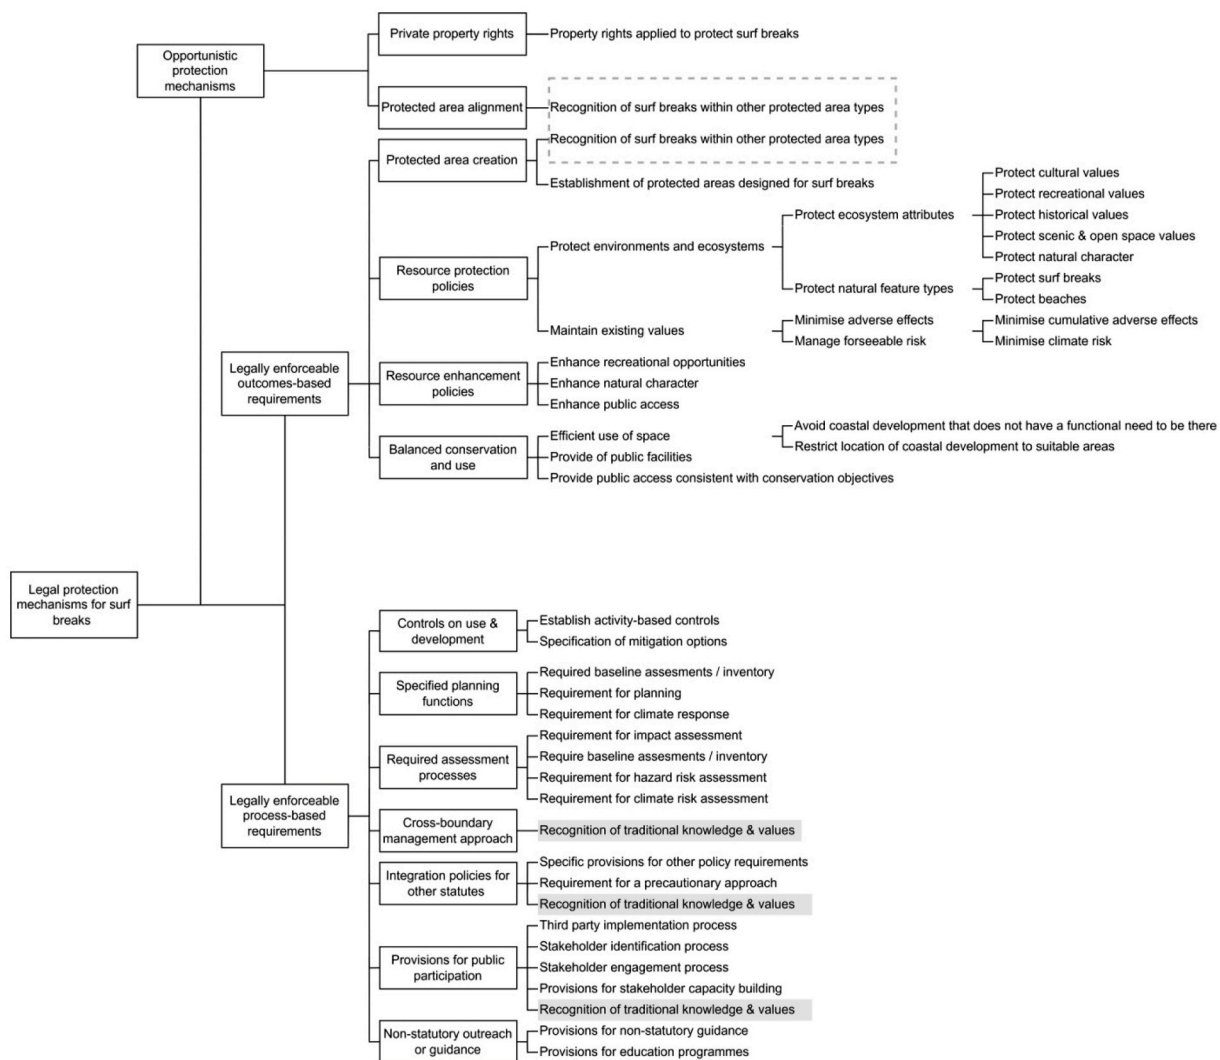 Private property rights
Property rights applied to protect surf breaks
Opportunistic
protection
mechanisms
Protected area alignment
Recognition of surf breaks within other protected area types
Protected area creation
Recognition of surf breaks within other protected area types
Establishment of protected areas designed for surf breaks
Protect cultural values
Protect recreational values
Protect ecosystem attributes
Protect historical values
Protect scenic & open space values
Protect natural character
Resource protection
policies
Protect environments and ecosystems
Protect natural feature types
Protect surf breaks
Protect beaches
Maintain existing values
Minimise adverse effects
Manage forseeable risk
Minimise cumulative adverse effects
Minimise climate risk
Legally enforceable
outcomes-based
requirements
Resource enhancement
policies
Enhance recreational opportunities
Enhance natural character
Enhance public access
Balanced conservation
and use
Efficient use of space
Avoid coastal development that does not have a functional need to be there
Restrict location of coastal development to suitable areas
Provide of public facilities
Provide public access consistent with conservation objectives
Legal protection
mechanisms for surf
breaks
Controls on use &
development
Establish activity-based controls
Specification of mitigation options
Specified planning
functions
Required baseline assesments / inventory
Requirement for planning
Requirement for climate response
Required assessment
processes
Requirement for impact assessment
Require baseline assesments / inventory
Requirement for hazard risk assessment
Requirement for climate risk assessment
Legally enforceable
process-based
requirements
Cross-boundary
management approach
Recognition of traditional knowledge & values
Integration policies for
other statutes
Specific provisions for other policy requirements
Requirement for a precautionary approach
Recognition of traditional knowledge & values
Provisions for public
participation
Third party implementation process
Stakeholder identification process
Stakeholder engagement process
Provisions for stakeholder capacity building
Recognition of traditional knowledge & values
Non-statutory outreach
or guidance
Provisions for non-statutory guidance
Provisions for education programmes